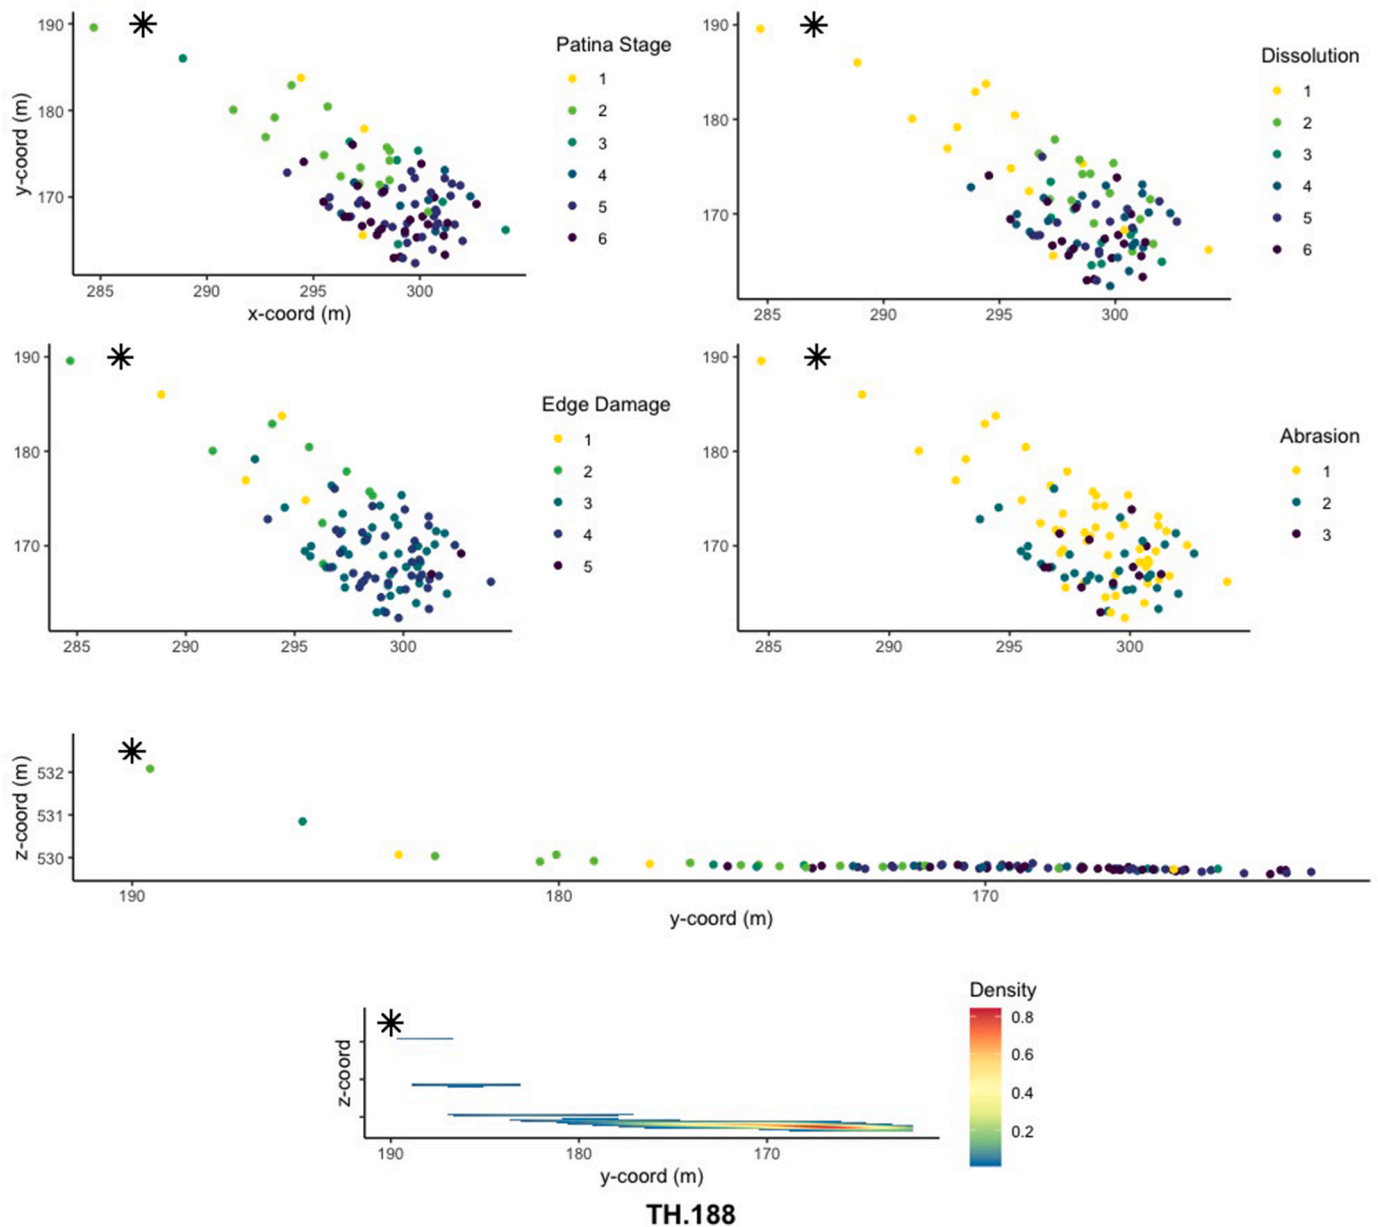 Patina Stage
1
2
3
4
5
6
y-coord (m)
190
180
170
285 290 295 300
x-coord (m)
Dissolution
1
2
3
4
5
6
190
180
170
285 290 295 300
Edge Damage
1
2
3
4
5
190
180
170
285 290 295 300
Abrasion
1
2
3
190
180
170
285 290 295 300
z-coord (m)
532
531
530
190 180 170
y-coord (m)
Density
0.8
0.6
0.4
0.2
z-coord
190 180 170
y-coord (m)
TH.188